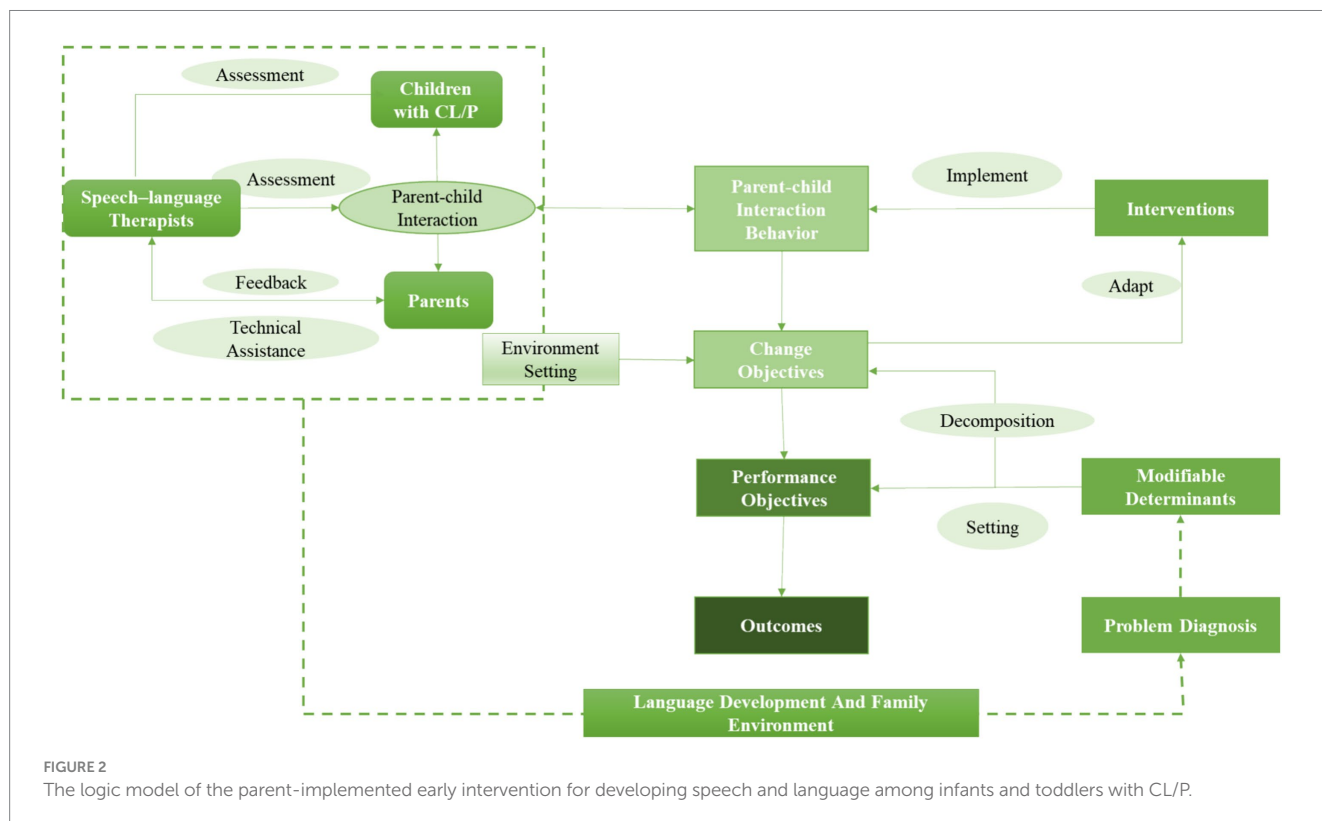 Assessment
Children
with CL/P
Speech–language
Therapists
Assessment
Parent-child
Interaction
Feedback
Parents
Technical
Assistance
Environment
Setting
Parent-child
Interaction
Behavior
Implement
Interventions
Adapt
Change
Objectives
Decomposition
Performance
Objectives
Modifiable
Determinants
Setting
Outcomes
Problem Diagnosis
Language Development And Family
Environment
FIGURE 2
The logic model of the parent-implemented early intervention for developing speech and language among infants and toddlers with CL/P.